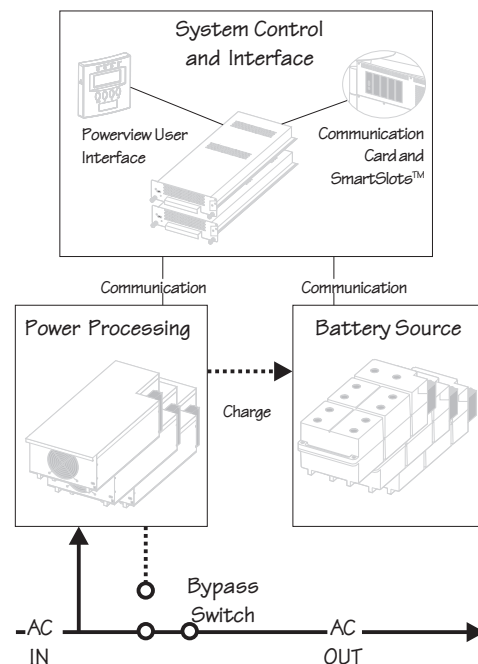 System Control
and Interface
Powerview User
Interface
Communication
Card and
SmartSlots™
Communication
Communication
Power Processing
Battery Source
Charge
Bypass
Switch
AC
IN
AC
OUT